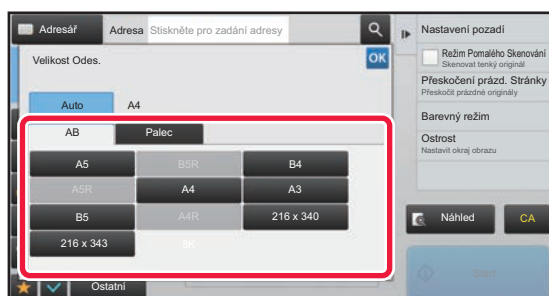 Adresář
Adresa Stiskněte pro zadání adresy
Velikost Odes.
OK
Auto A4
AB Palec
A5 B5R B4
A5R A4 A3
B5 A4R 216 x 340
216 x 343 8K
Ostatní
Nastavení pozadí
Režim Pomalého Skenování
Skenovat tenký originál
Přeskočení prázd. Stránky
Přeskočit prázdné originály
Barevný režim
Ostrost
Nastavit okraj obrazu
Náhled CA
Start